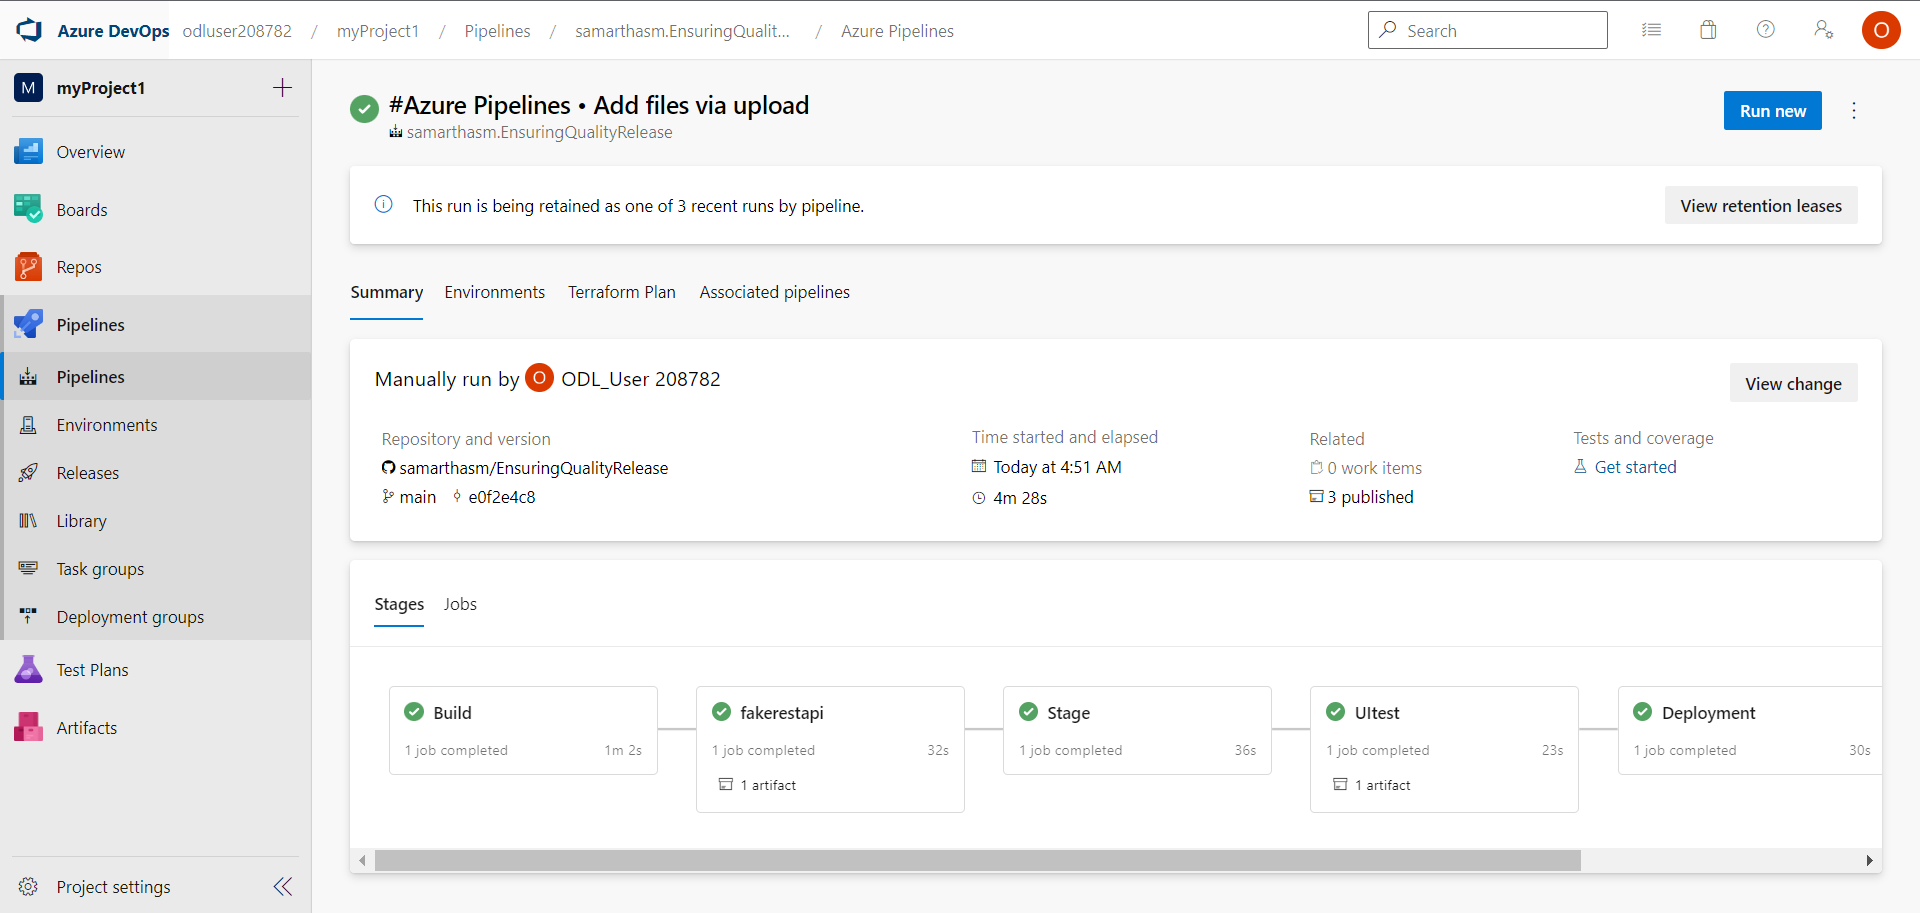 Azure DevOps odluser208782 / myProject1 / Pipelines / samarthasm.EnsuringQualit... / Azure Pipelines
Search
O
M myProject1
Overview
Boards
Repos
Pipelines
Pipelines
Environments
Releases
Library
Task groups
Deployment groups
Test Plans
Artifacts
Project settings
#Azure Pipelines • Add files via upload
samarthasm.EnsuringQualityRelease
Run new
This run is being retained as one of 3 recent runs by pipeline.
View retention leases
Summary Environments Terraform Plan Associated pipelines
Manually run by O ODL_User 208782
View change
Repository and version
samarthasm/EnsuringQualityRelease
main e0f2e4c8
Time started and elapsed
Today at 4:51 AM
4m 28s
Related
0 work items
3 published
Tests and coverage
Get started
Stages Jobs
Build
1 job completed 1m 2s
fakerestapi
1 job completed 32s
1 artifact
Stage
1 job completed 36s
UItest
1 job completed 23s
1 artifact
Deployment
1 job completed 30s